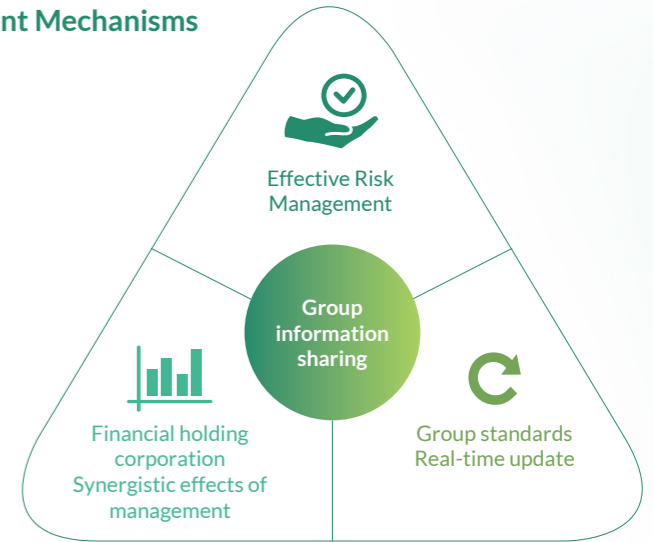 nt Mechanisms
Effective Risk
Management
Group
information
sharing
Financial holding
corporation
Synergistic effects of
management
Group standards
Real-time update